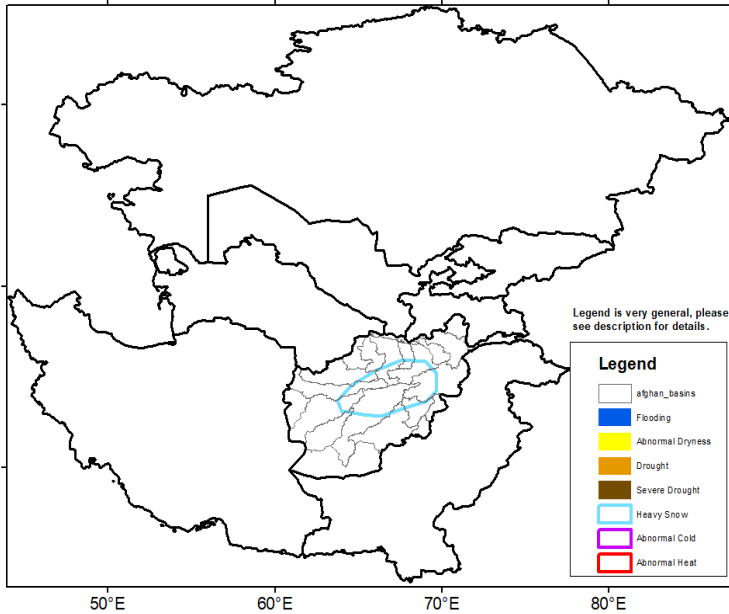 Legend is very general, please
see description for details.
Legend
afghan_basins
Flooding
Abnormal Dryness
Drought
Severe Drought
Heavy Snow
Abnormal Cold
Abnormal Heat
50°E 60°E 70°E 80°E